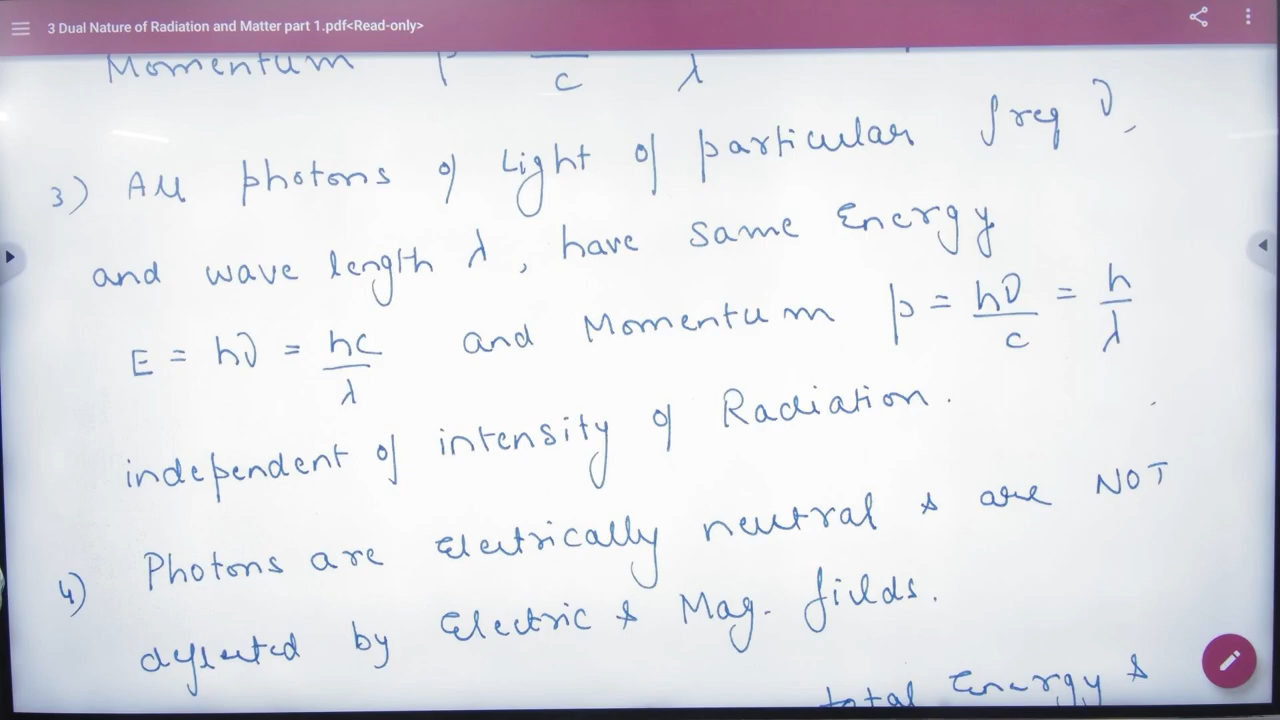 3 Dual Nature of Radiation and Matter part 1.pdf<Read-only>
Momentum p — c λ
3) All photons of Light of particular freq ν,
and wave length λ, have same Energy
E = hν = hc/λ and Momentum p = hν/c = h/λ
independent of intensity of Radiation.
4) Photons are Electrically neutral & are NOT
deflected by Electric & Mag. fields.
total Energy &